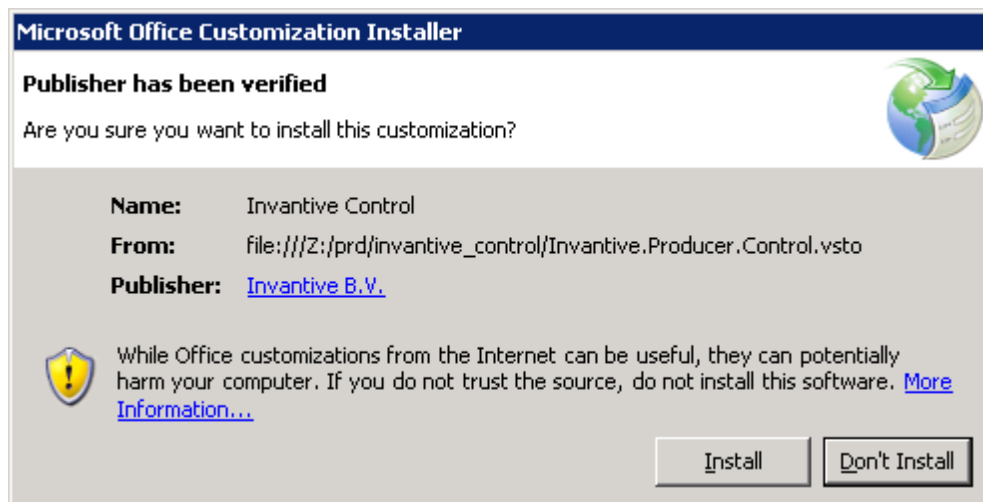 Microsoft Office Customization Installer
Publisher has been verified
Are you sure you want to install this customization?
Name: Invantive Control
From: file:///Z:/prd/invantive_control/Invantive.Producer.Control.vsto
Publisher: Invantive B.V.
While Office customizations from the Internet can be useful, they can potentially
harm your computer. If you do not trust the source, do not install this software. More
Information...
Install Don't Install